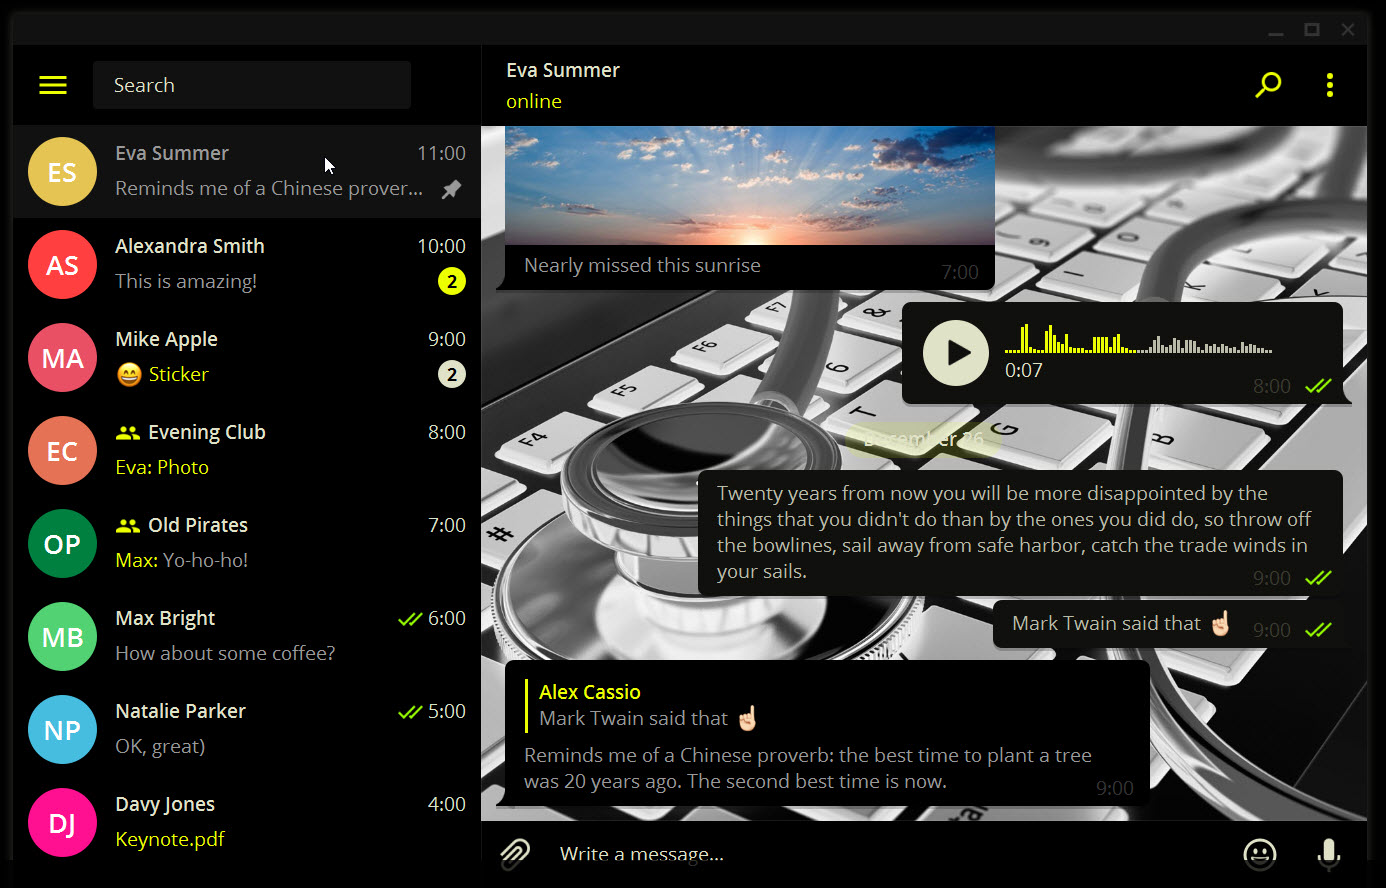 Search
ES
Eva Summer
11:00
Reminds me of a Chinese prover...
AS
Alexandra Smith
10:00
This is amazing!
2
MA
Mike Apple
9:00
😄 Sticker
2
EC
Evening Club
8:00
Eva: Photo
OP
Old Pirates
7:00
Max: Yo-ho-ho!
MB
Max Bright
6:00
How about some coffee?
NP
Natalie Parker
5:00
OK, great)
DJ
Davy Jones
4:00
Keynote.pdf
Eva Summer
online
Nearly missed this sunrise
7:00
0:07
8:00
December 26
Twenty years from now you will be more disappointed by the
things that you didn't do than by the ones you did do, so throw off
the bowlines, sail away from safe harbor, catch the trade winds in
your sails.
9:00
Mark Twain said that ☝🏻
9:00
Alex Cassio
Mark Twain said that ☝🏻
Reminds me of a Chinese proverb: the best time to plant a tree
was 20 years ago. The second best time is now.
9:00
Write a message...
F7
&
F6
6
F5
T
G
F4
B
#